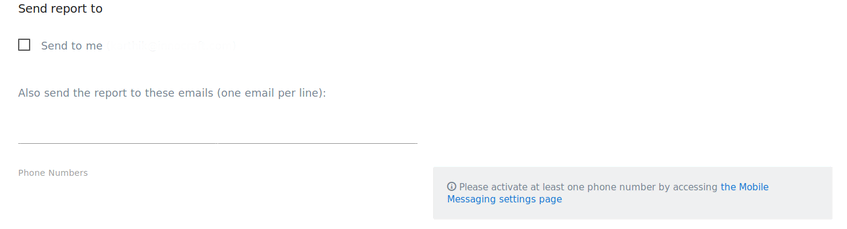 Send report to
Send to me
Also send the report to these emails (one email per line):
Phone Numbers
Please activate at least one phone number by accessing the Mobile
Messaging settings page